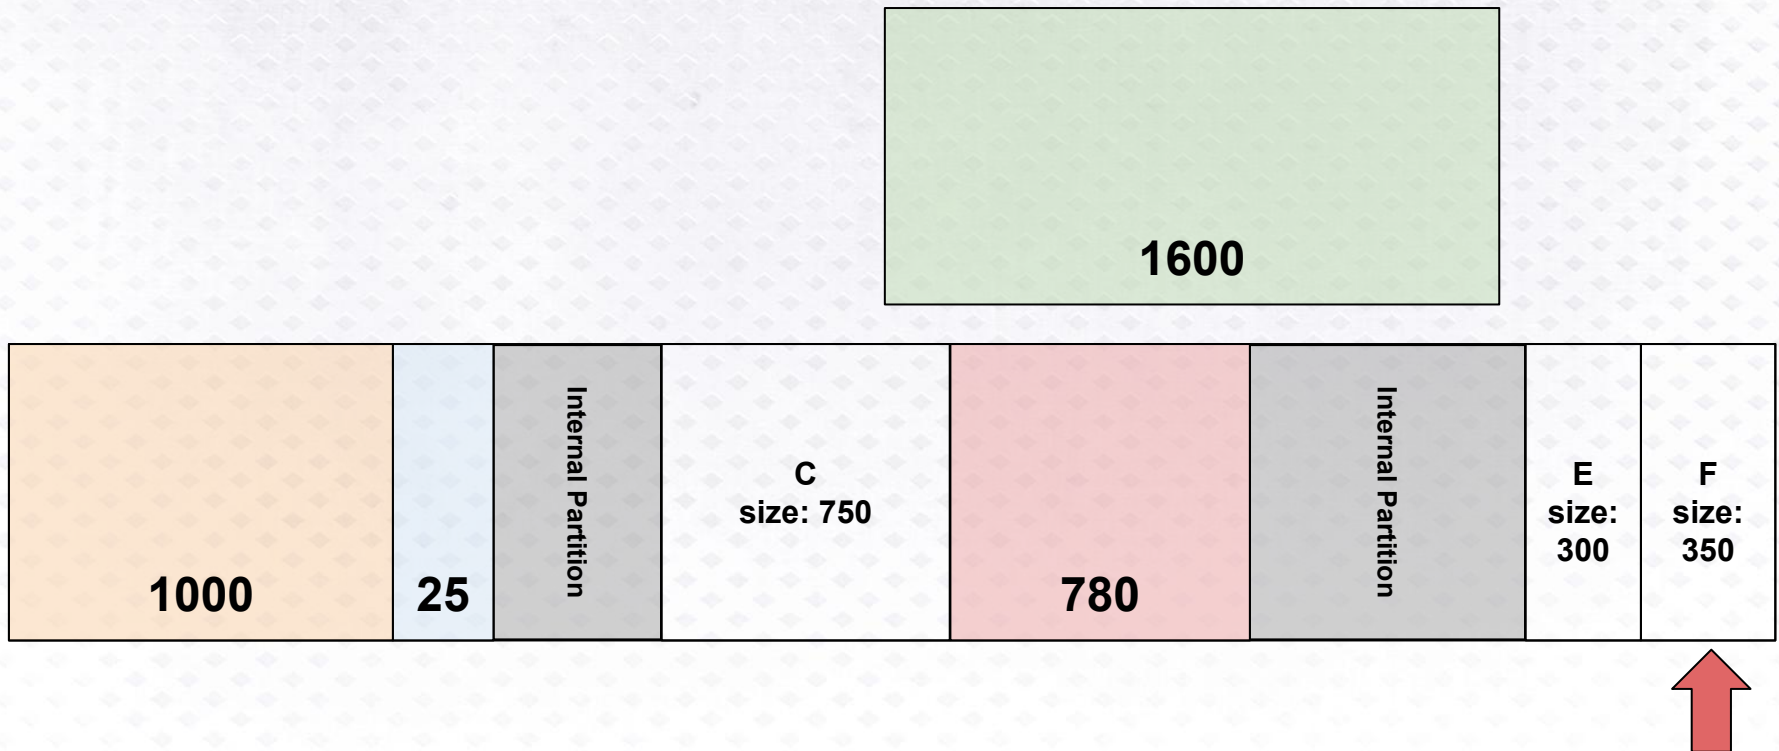 1600
1000
25
Internal Partition
C
size: 750
780
Internal Partition
E
size:
300
F
size:
350